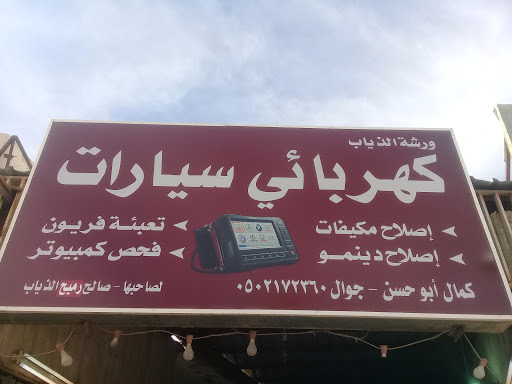 ورشة الذياب
كهربائي سيارات
إصلاح مكيفات
تعبئة فريون
إصلاح دينمو
فحص كمبيوتر
كمال أبو حسن - جوال ٠٥٠٢١٧٢٣٦٠
لصاحبها - صالح رميح الذياب